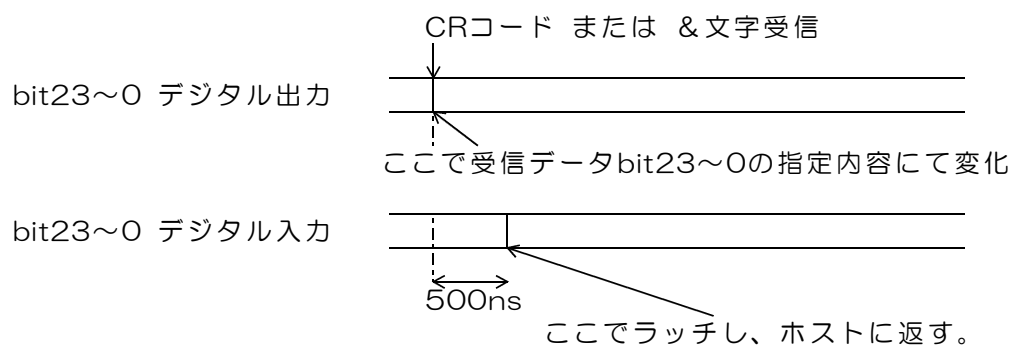 CRコード または &文字受信
bit23～0 デジタル出力
ここで受信データbit23～0の指定内容にて変化
bit23～0 デジタル入力
500ns
ここでラッチし、ホストに返す。